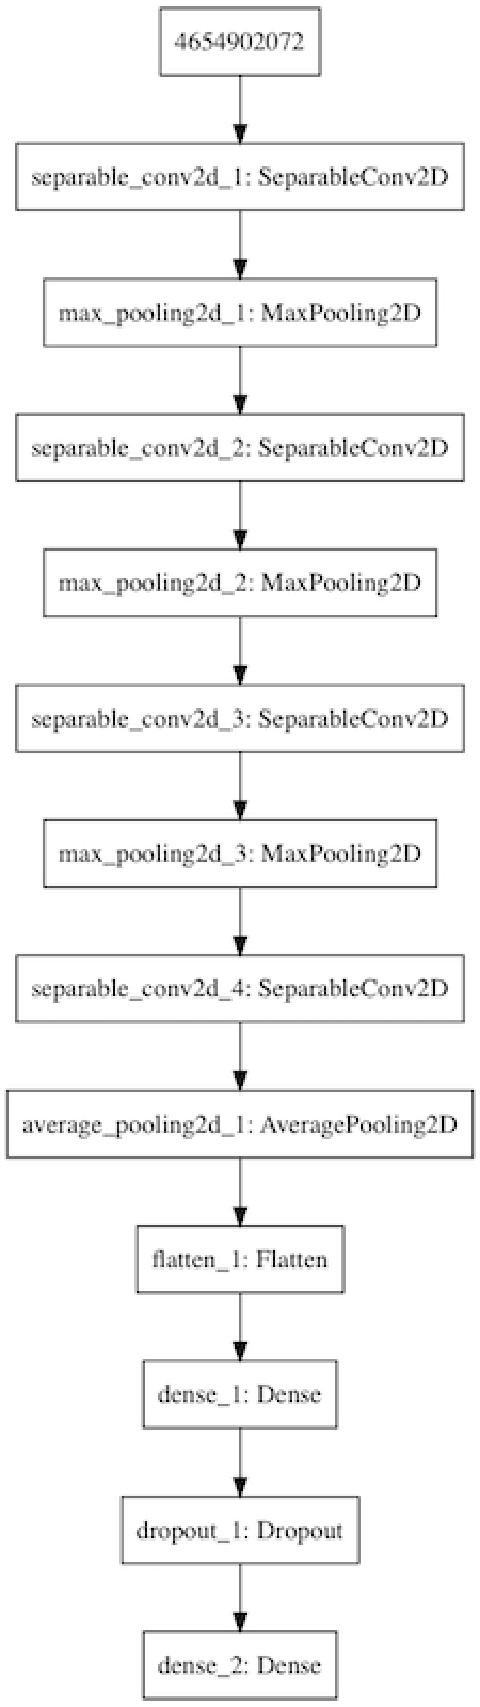 4654902072
separable_conv2d_1: SeparableConv2D
max_pooling2d_1: MaxPooling2D
separable_conv2d_2: SeparableConv2D
max_pooling2d_2: MaxPooling2D
separable_conv2d_3: SeparableConv2D
max_pooling2d_3: MaxPooling2D
separable_conv2d_4: SeparableConv2D
average_pooling2d_1: AveragePooling2D
flatten_1: Flatten
dense_1: Dense
dropout_1: Dropout
dense_2: Dense